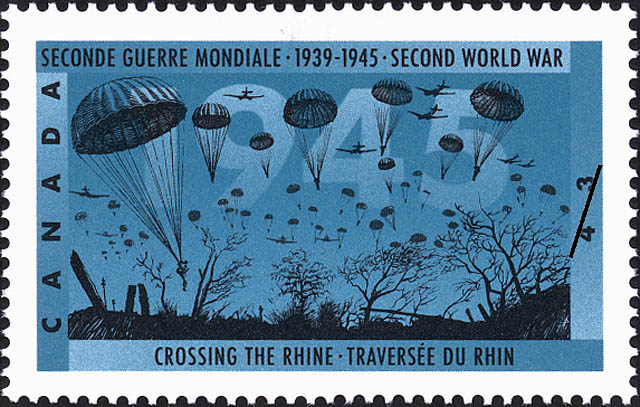 SECONDE GUERRE MONDIALE · 1939-1945 · SECOND WORLD WAR
1945
CANADA
43
CROSSING THE RHINE · TRAVERSÉE DU RHIN